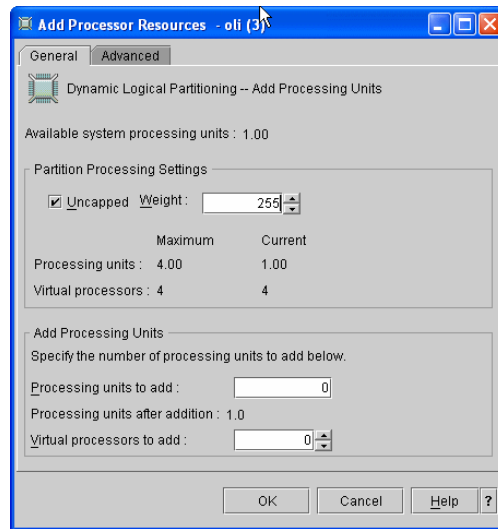 Add Processor Resources - oli (3)
General Advanced
Dynamic Logical Partitioning -- Add Processing Units
Available system processing units : 1.00
Partition Processing Settings
Uncapped Weight: 255
Maximum Current
Processing units : 4.00 1.00
Virtual processors : 4 4
Add Processing Units
Specify the number of processing units to add below.
Processing units to add : 0
Processing units after addition : 1.0
Virtual processors to add : 0
OK Cancel Help ?